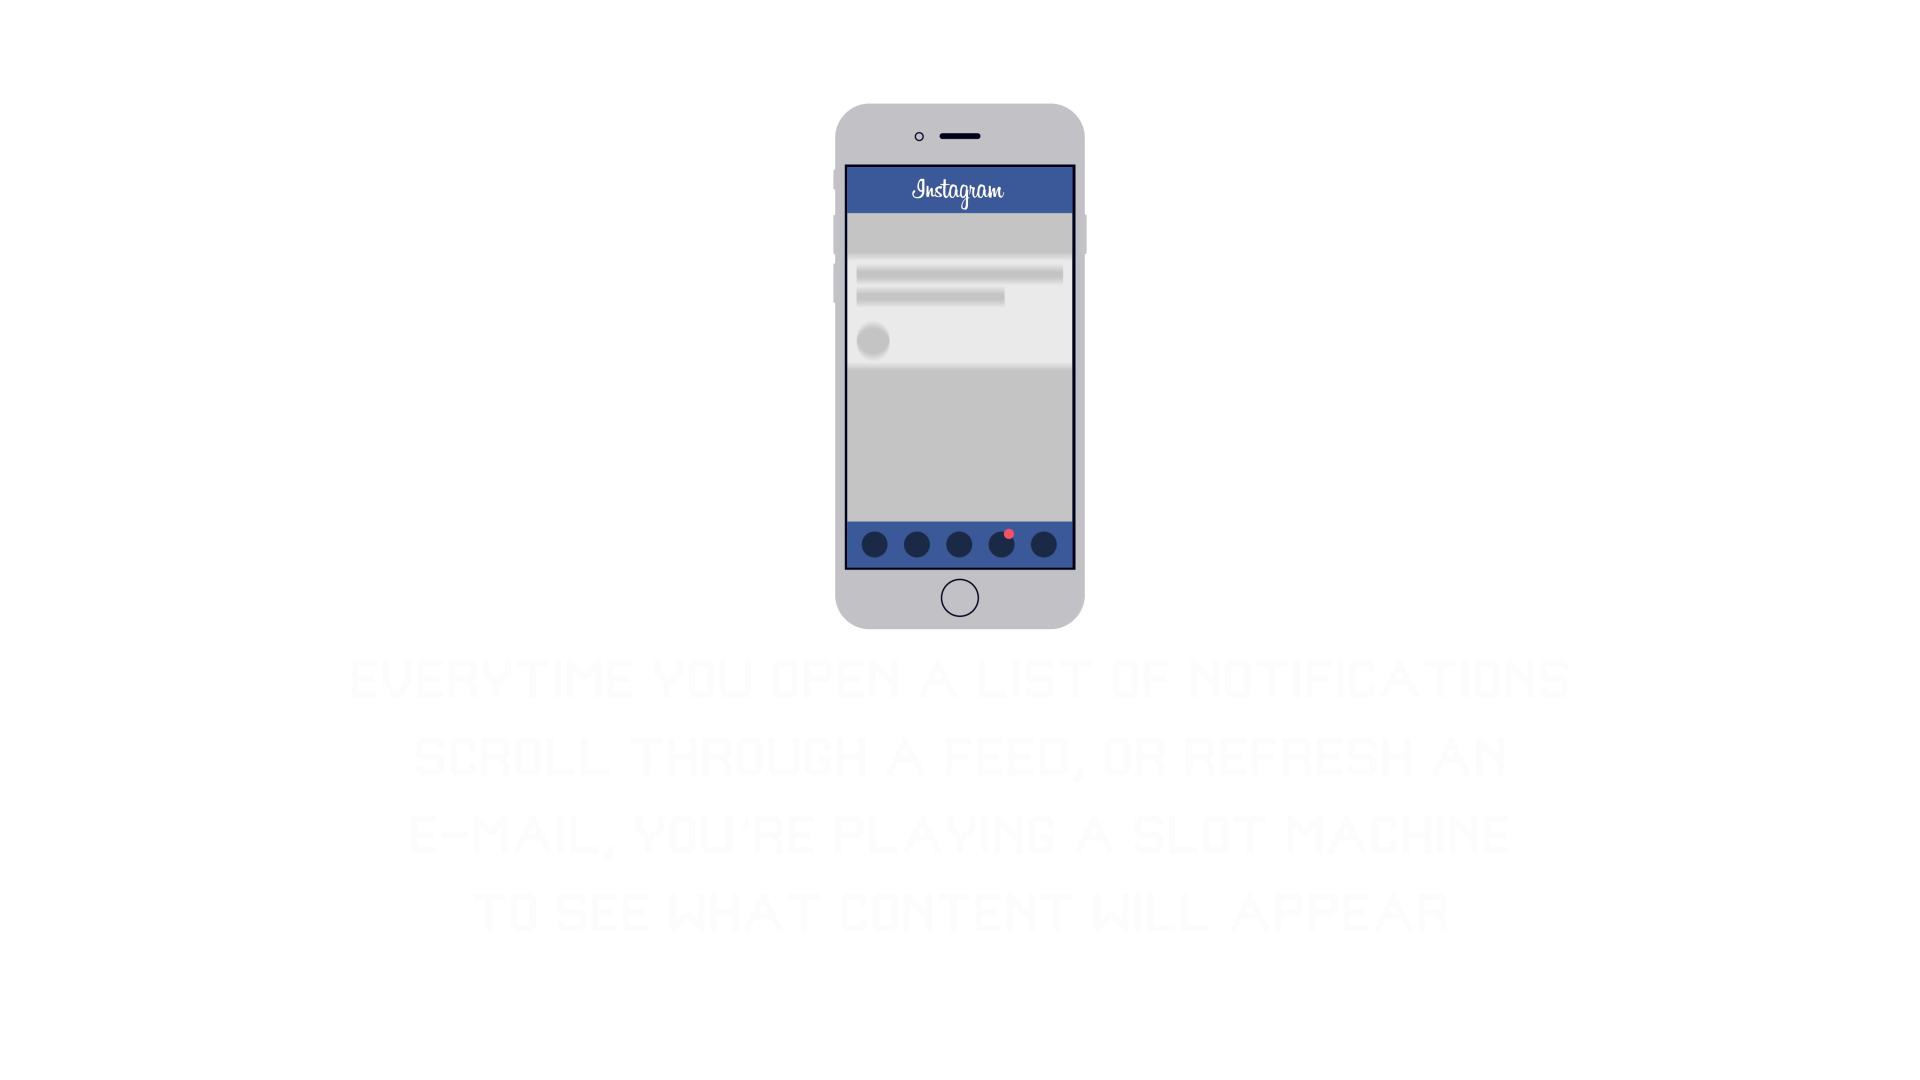 Instagram
EVERYTIME YOU OPEN A LIST OF NOTIFICATIONS
SCROLL THROUGH A FEED, OR REFRESH AN
E-MAIL, YOU'RE PLAYING A SLOT MACHINE
TO SEE WHAT CONTENT WILL APPEAR